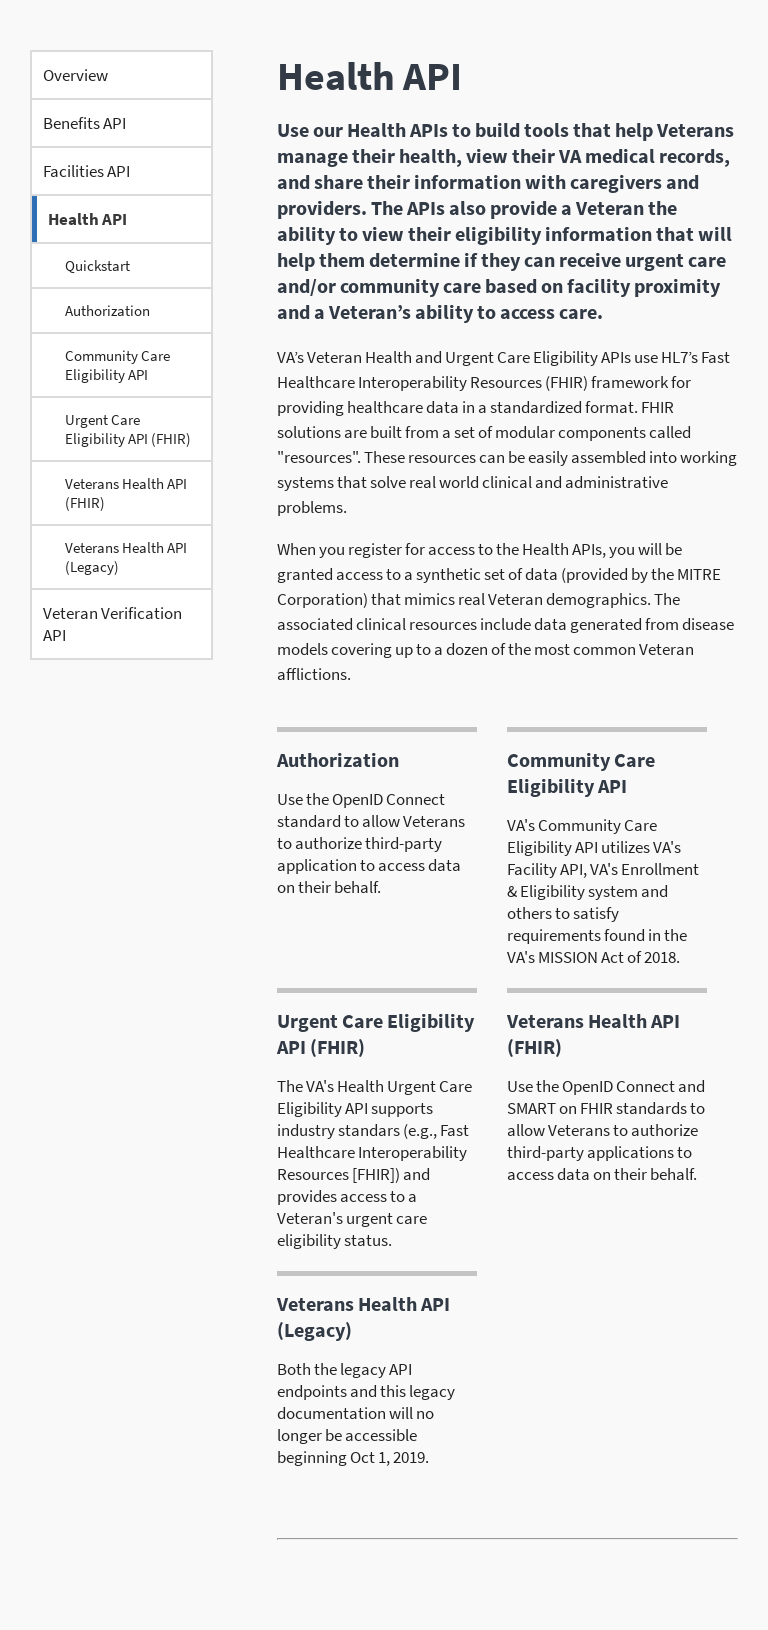 Overview
Benefits API
Facilities API
Health API
Quickstart
Authorization
Community Care
Eligibility API
Urgent Care
Eligibility API (FHIR)
Veterans Health API
(FHIR)
Veterans Health API
(Legacy)
Veteran Verification
API
Health API
Use our Health APIs to build tools that help Veterans
manage their health, view their VA medical records,
and share their information with caregivers and
providers. The APIs also provide a Veteran the
ability to view their eligibility information that will
help them determine if they can receive urgent care
and/or community care based on facility proximity
and a Veteran’s ability to access care.
VA’s Veteran Health and Urgent Care Eligibility APIs use HL7’s Fast
Healthcare Interoperability Resources (FHIR) framework for
providing healthcare data in a standardized format. FHIR
solutions are built from a set of modular components called
"resources". These resources can be easily assembled into working
systems that solve real world clinical and administrative
problems.
When you register for access to the Health APIs, you will be
granted access to a synthetic set of data (provided by the MITRE
Corporation) that mimics real Veteran demographics. The
associated clinical resources include data generated from disease
models covering up to a dozen of the most common Veteran
afflictions.
Authorization
Use the OpenID Connect
standard to allow Veterans
to authorize third-party
application to access data
on their behalf.
Community Care
Eligibility API
VA's Community Care
Eligibility API utilizes VA's
Facility API, VA's Enrollment
& Eligibility system and
others to satisfy
requirements found in the
VA's MISSION Act of 2018.
Urgent Care Eligibility
API (FHIR)
The VA's Health Urgent Care
Eligibility API supports
industry standars (e.g., Fast
Healthcare Interoperability
Resources [FHIR]) and
provides access to a
Veteran's urgent care
eligibility status.
Veterans Health API
(FHIR)
Use the OpenID Connect and
SMART on FHIR standards to
allow Veterans to authorize
third-party applications to
access data on their behalf.
Veterans Health API
(Legacy)
Both the legacy API
endpoints and this legacy
documentation will no
longer be accessible
beginning Oct 1, 2019.